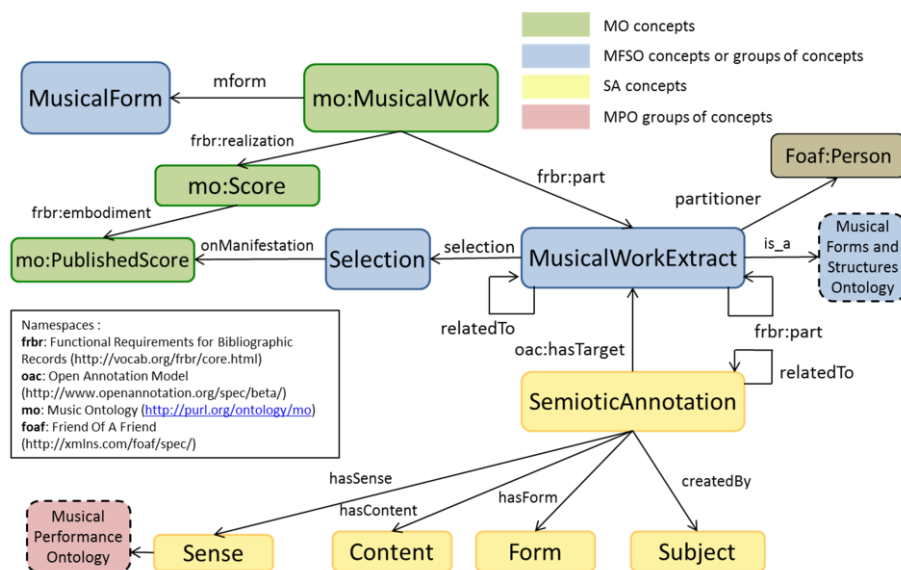 MO concepts
MFSO concepts or groups of concepts
SA concepts
MPO groups of concepts
MusicalForm
mform
mo:MusicalWork
frbr:realization
mo:Score
frbr:part
Foaf:Person
partitioner
frbr:embodiment
mo:PublishedScore
onManifestation
Selection
selection
MusicalWorkExtract
is_a
Musical
Forms and
Structures
Ontology
relatedTo
frbr:part
oac:hasTarget
relatedTo
Namespaces :
frbr: Functional Requirements for Bibliographic
Records (http://vocab.org/frbr/core.html)
oac: Open Annotation Model
(http://www.openannotation.org/spec/beta/)
mo: Music Ontology (http://purl.org/ontology/mo)
foaf: Friend Of A Friend
(http://xmlns.com/foaf/spec/)
SemioticAnnotation
hasSense
hasContent
hasForm
createdBy
Musical
Performance
Ontology
Sense
Content
Form
Subject